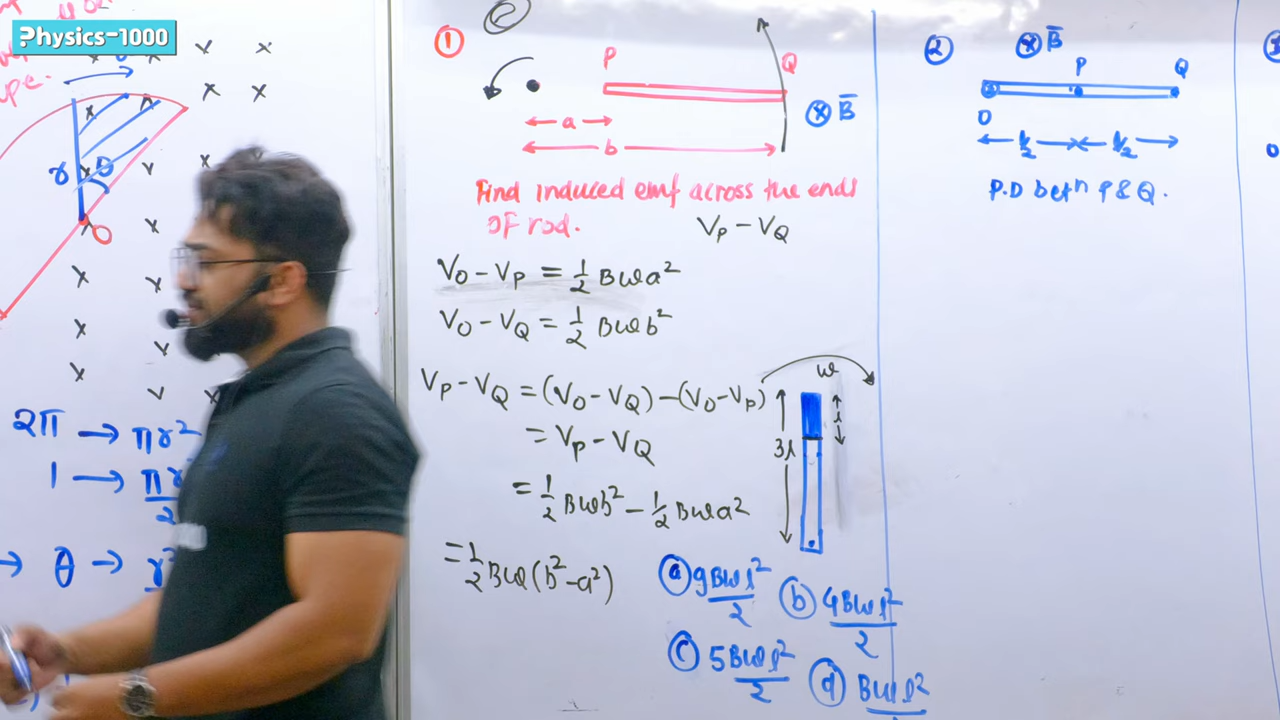 Physics-1000
2π → πr²
r
θ
O
2
→ θ →
①
P
Q
⊗ B̅
a
b
Find induced emf across the ends
of rod.
V_P - V_Q
V_O - V_P = 1/2 Bωa²
V_O - V_Q = 1/2 Bωb²
V_P - V_Q = (V_O - V_Q) - (V_O - V_P)
= V_P - V_Q
= 1/2 Bωb² - 1/2 Bωa²
= 1/2 Bω(b² - a²)
ω
l
3l
ⓐ 9Bωl²/2 ⓑ 4Bωl²/2
ⓒ 5Bωl²/2 ⓓ Bωl²
②
⊗ B̅
P
Q
O
l/2 l/2
P.D betⁿ P & Q.